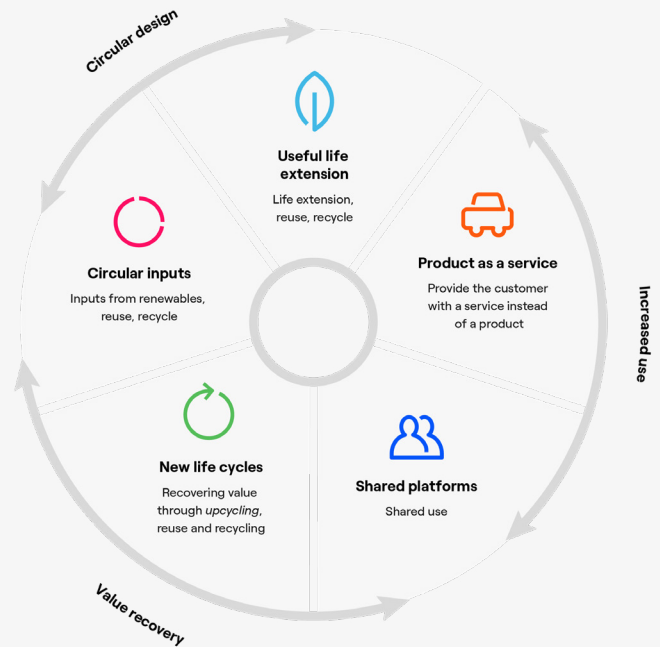 Circular design
Useful life
extension
Life extension,
reuse, recycle
Product as a service
Provide the customer
with a service instead
of a product
Increased use
Shared platforms
Shared use
New life cycles
Recovering value
through upcycling,
reuse and recycling
Value recovery
Circular inputs
Inputs from renewables,
reuse, recycle